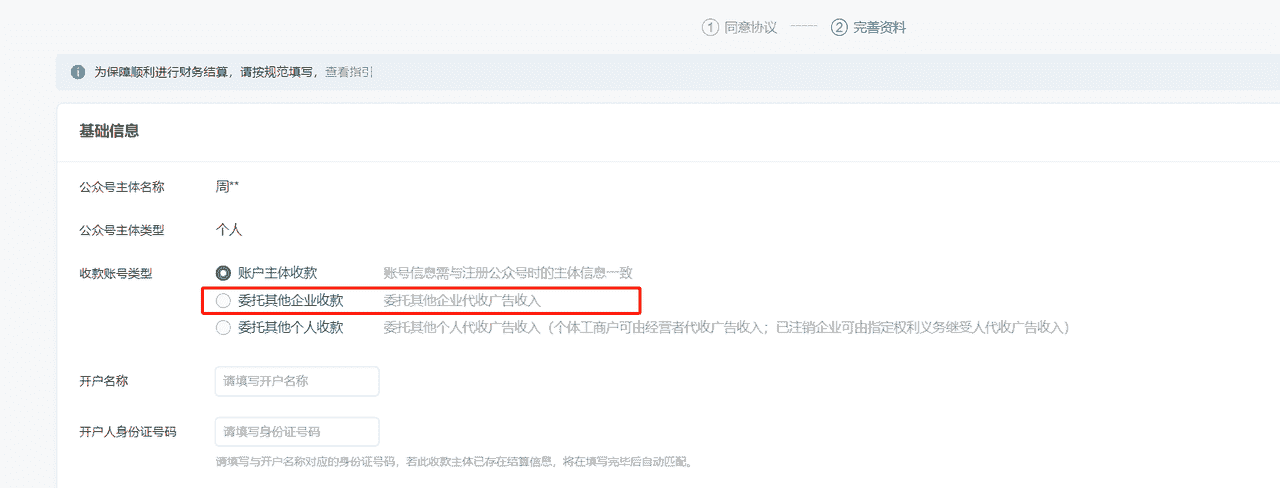 ① 同意协议 ② 完善资料
为保障顺利进行财务结算，请按规范填写，查看指引
基础信息
公众号主体名称 周**
公众号主体类型 个人
收款账号类型 账户主体收款 账号信息需与注册公众号时的主体信息一致
委托其他企业收款 委托其他企业代收广告收入
委托其他个人收款 委托其他个人代收广告收入（个体工商户可由经营者代收广告收入；已注销企业可由指定权利义务继受人代收广告收入）
开户名称 请填写开户名称
开户人身份证号码 请填写身份证号码
请填写与开户名称对应的身份证号码，若此收款主体已存在结算信息，将在填写完毕后自动匹配。